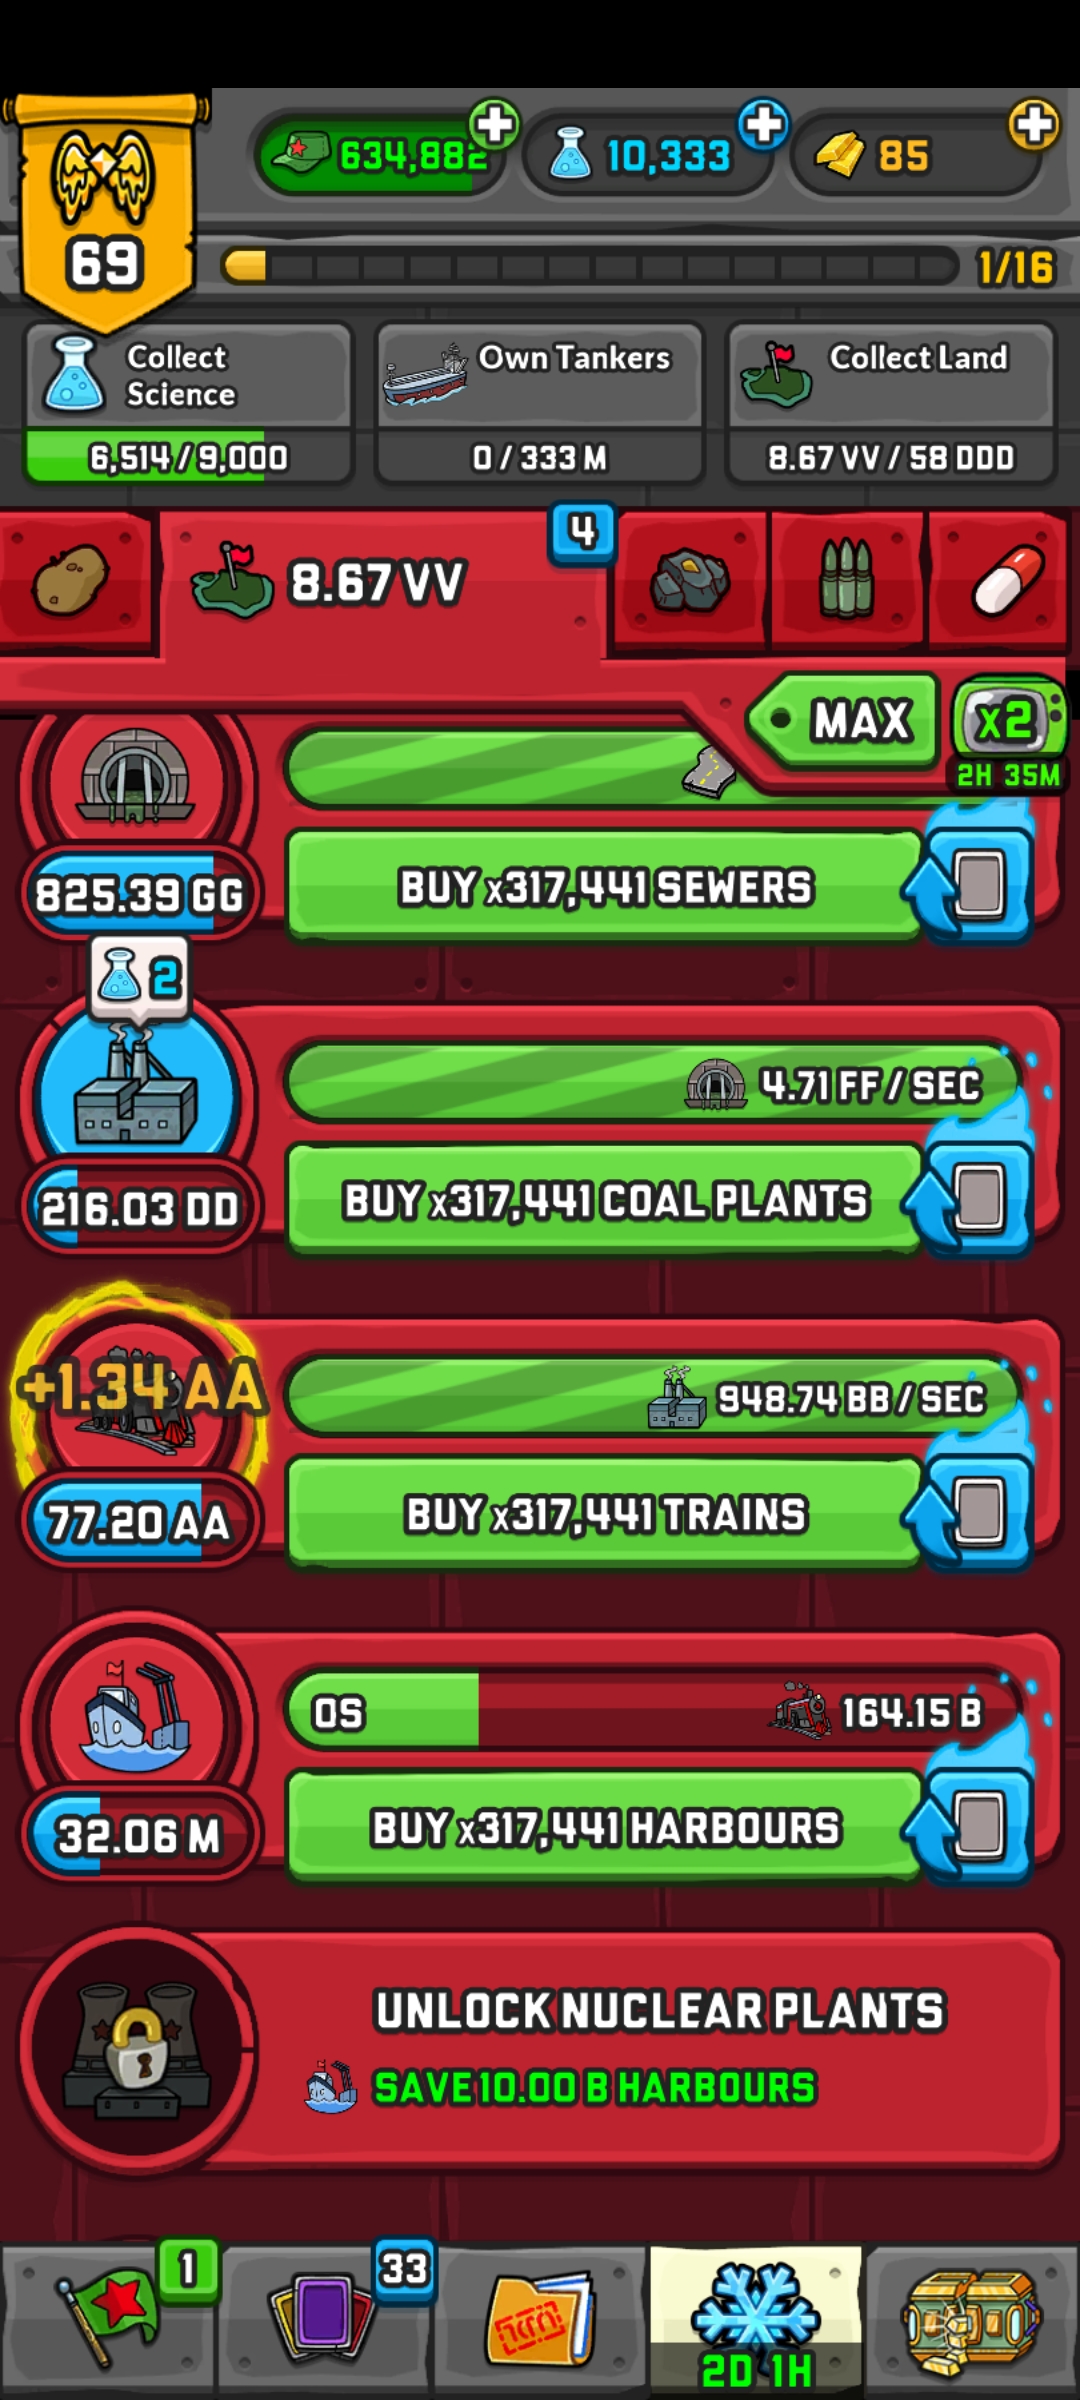 634,882
10,333
85
69
1/16
Collect
Science
Own Tankers
Collect Land
6,514/9,000
0/333 M
8.67 VV/58 DDD
8.67 VV
4
MAX
x2
2H 35M
825.39 GG
BUY x317,441 SEWERS
2
4.71 FF/SEC
216.03 DD
BUY x317,441 COAL PLANTS
+1.34 AA
948.74 BB/SEC
77.20 AA
BUY x317,441 TRAINS
0S
164.15 B
32.06 M
BUY x317,441 HARBOURS
UNLOCK NUCLEAR PLANTS
SAVE 10.00 B HARBOURS
1
33
2D 1H